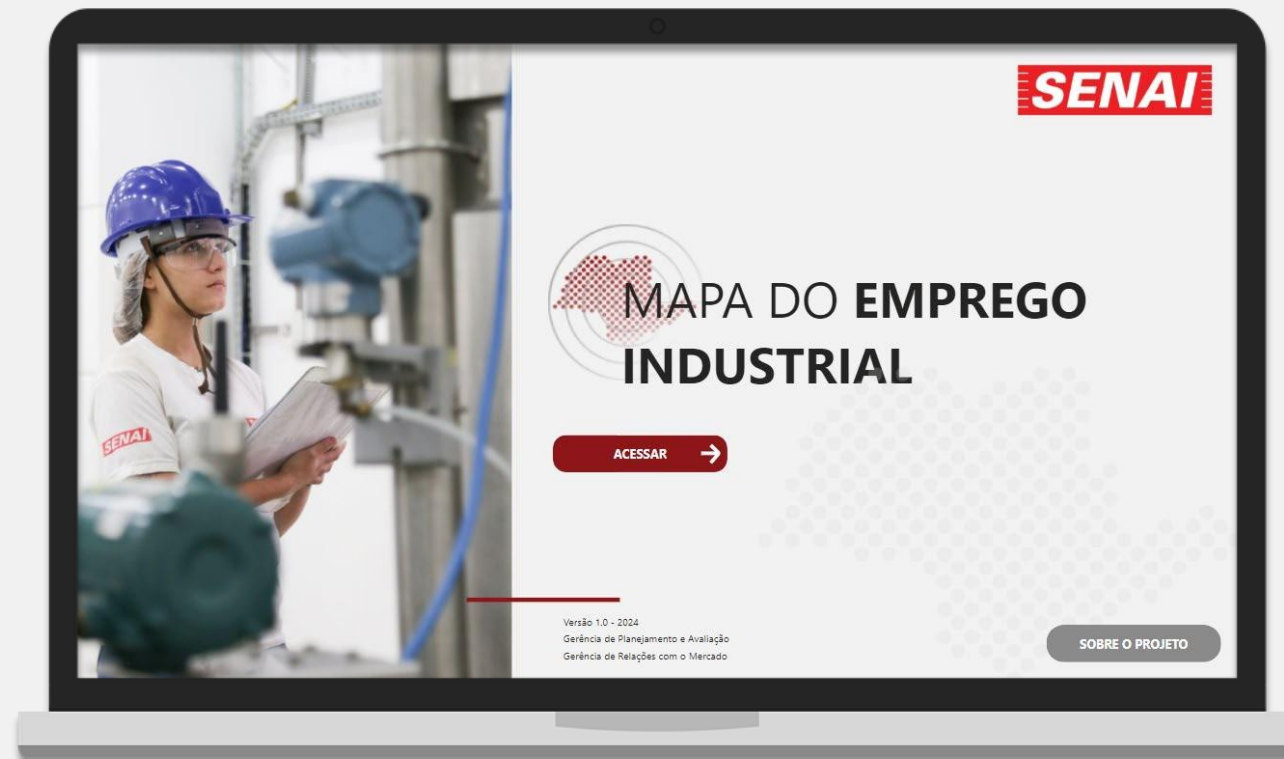 SENAI
MAPA DO EMPREGO
INDUSTRIAL
ACESSAR
SENAI
Versão 1.0 - 2024
Gerência de Planejamento e Avaliação
Gerência de Relações com o Mercado
SOBRE O PROJETO